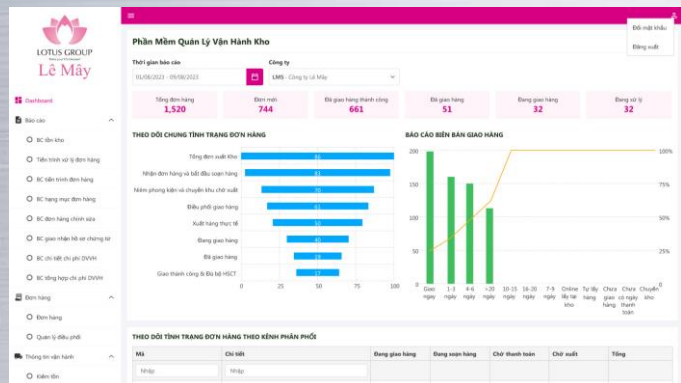 LOTUS GROUP
Lê Mây
Dashboard
Báo cáo
BC tồn kho
Tiến trình xử lý đơn hàng
BC tiến trình đơn hàng
BC hạng mục đơn hàng
BC đơn hàng chỉnh sửa
BC giao nhận hồ sơ chứng từ
BC chi tiết chi phí DVVH
BC tổng hợp chi phí DVVH
Đơn hàng
Đơn hàng
Quản lý điều phối
Thông tin vận hành
Kiểm tồn
Đổi mật khẩu
Đăng xuất
Phần Mềm Quản Lý Vận Hành Kho
Thời gian báo cáo
Công ty
01/08/2023 - 09/08/2023
LMS - Công ty Lê Mây
Tổng đơn hàng
1,520
Đơn mới
744
Đã giao hàng thành công
661
Đã giao hàng
51
Đang giao hàng
32
Đang xử lý
32
THEO DÕI CHUNG TÌNH TRẠNG ĐƠN HÀNG
Tổng đơn xuất Kho
Nhận đơn hàng và bắt đầu soạn hàng
Niêm phong kiện và chuyển khu chờ xuất
Điều phối giao hàng
Xuất hàng thực tế
Đang giao hàng
Đã giao hàng
Giao thành công & Đủ bộ HSCT
0 25 50 75 100
BÁO CÁO BIÊN BẢN GIAO HÀNG
200
150
100
50
0
100%
75%
50%
25%
Giao ngày
1-3 ngày
4-6 ngày
<20 ngày
10-15 ngày
16-20 ngày
7-9 ngày
Online lấy tại kho
Tự lấy hàng
Chưa giao hàng
Chưa có ngày thanh toán
Chuyển kho
THEO DÕI TÌNH TRẠNG ĐƠN HÀNG THEO KÊNH PHÂN PHỐI
Mã
Chi tiết
Đang giao hàng
Đang soạn hàng
Chờ thanh toán
Chờ xuất
Tổng
Nhập
Nhập